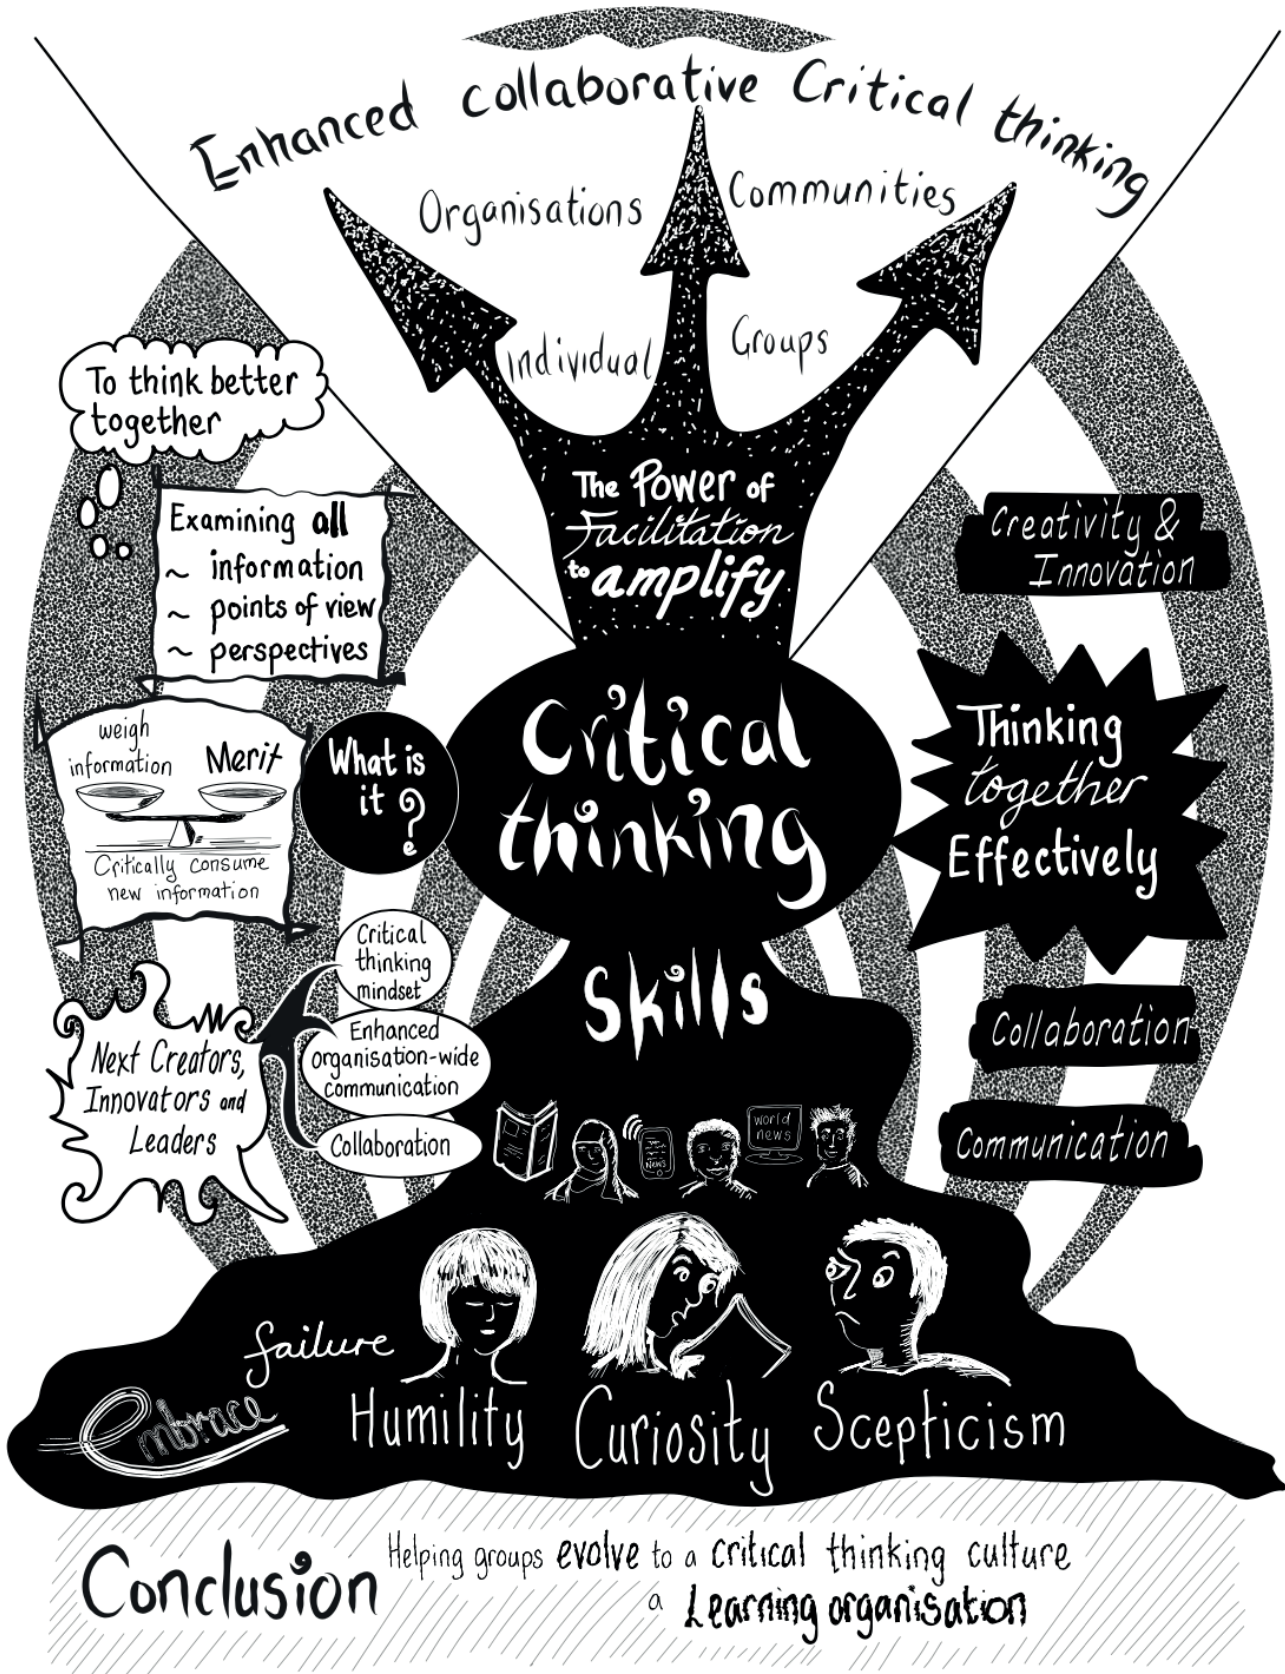 Enhanced collaborative Critical thinking
Organisations
Communities
Individual
Groups
The Power of
Facilitation
to amplify
To think better
together
Examining all
~ information
~ points of view
~ perspectives
weigh
information
Merit
Critically consume
new information
What is
it?
Critical
thinking
Skills
Creativity &
Innovation
Thinking
together
Effectively
Collaboration
Communication
Critical
thinking
mindset
Enhanced
organisation-wide
communication
Collaboration
Next Creators,
Innovators and
Leaders
News
world
news
Embrace
failure
Humility
Curiosity
Scepticism
Conclusion
Helping groups evolve to a critical thinking culture
a Learning organisation